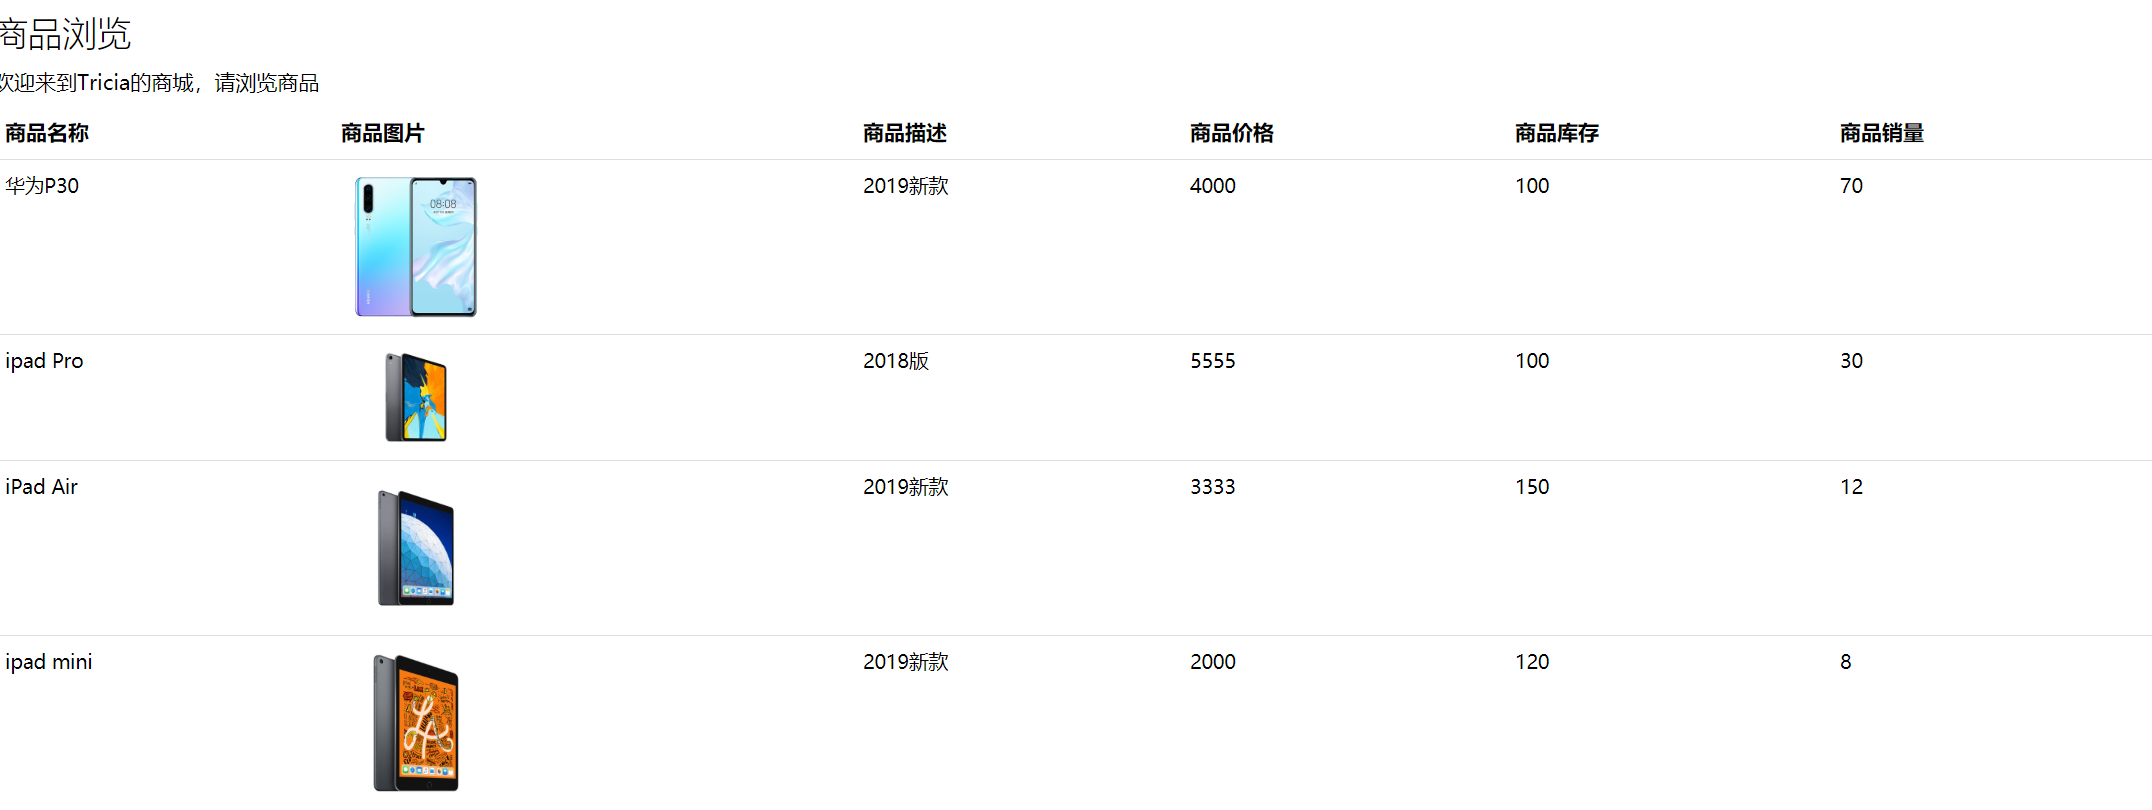 商品浏览
欢迎来到Tricia的商城，请浏览商品
商品名称 商品图片 商品描述 商品价格 商品库存 商品销量
华为P30 2019新款 4000 100 70
08:08
ipad Pro 2018版 5555 100 30
iPad Air 2019新款 3333 150 12
ipad mini 2019新款 2000 120 8